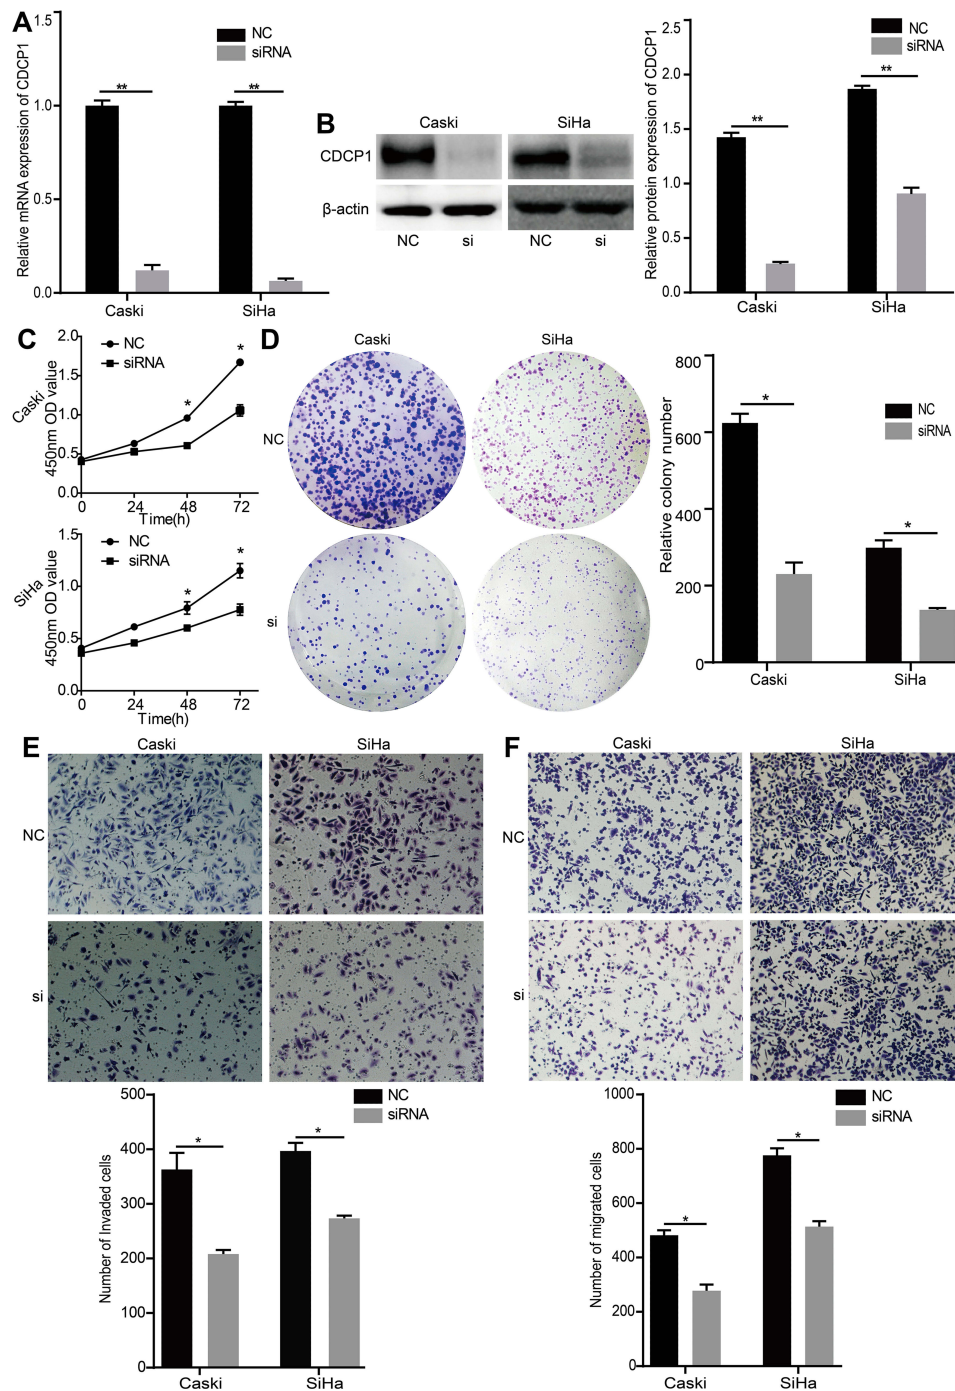 A
Relative mRNA expression of CDCP1
1.5
1.0
0.5
0.0
NC
siRNA
**
**
Caski
SiHa
B
Caski
SiHa
CDCP1
β-actin
NC
si
NC
si
Relative protein expression of CDCP1
2.5
2.0
1.5
1.0
0.5
0.0
NC
siRNA
**
**
Caski
SiHa
C
Caski
450nm OD value
2.0
1.5
1.0
0.5
0.0
NC
siRNA
*
*
0
24
48
72
Time(h)
SiHa
450nm OD value
1.5
1.0
0.5
0.0
NC
siRNA
*
*
0
24
48
72
Time(h)
D
Caski
SiHa
NC
si
Relative colony number
800
600
400
200
0
NC
siRNA
*
*
Caski
SiHa
E
Caski
SiHa
NC
si
Number of Invaded cells
500
400
300
200
100
0
NC
siRNA
*
*
Caski
SiHa
F
Caski
SiHa
NC
si
Number of migrated cells
1000
800
600
400
200
0
NC
siRNA
*
*
Caski
SiHa